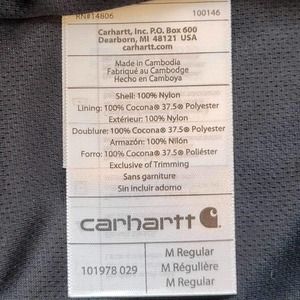 RN#14806 100146
Carhartt, Inc. P.O. Box 600
Dearborn, MI 48121 USA
carhartt.com
Made in Cambodia
Fabriqué au Cambodge
Hecho en Camboya
Shell: 100% Nylon
Lining: 100% Cocona® 37.5® Polyester
Extérieur: 100% Nylon
Doublure: 100% Cocona® 37.5® Polyester
Armazón: 100% Nilón
Forro: 100% Cocona® 37.5® Poliéster
Exclusive of Trimming
Sans garniture
Sin incluir adorno
carhartt
101978 029
M Regular
M Régulière
M Regular